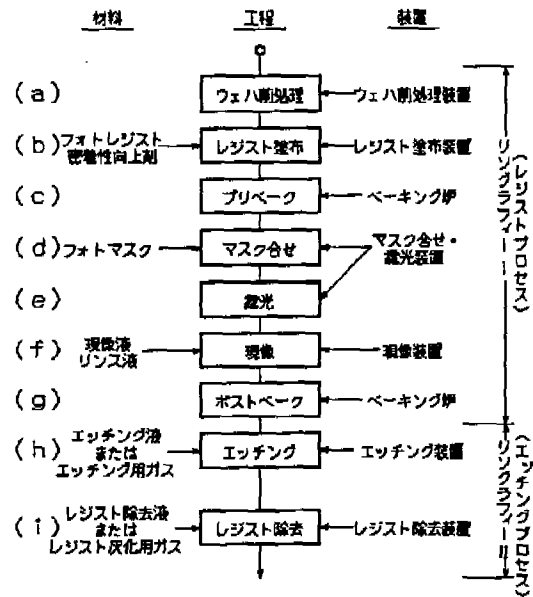 材料 工程 装置
(a) ウェハ前処理 ウェハ前処理装置
(b) フォトレジスト
密着性向上剤 レジスト塗布 レジスト塗布装置
(c) プリベーク ベーキング炉
(d) フォトマスク マスク合せ マスク合せ・
露光装置
(e) 露光
(f) 現像液
リンス液 現像 現像装置
(g) ポストベーク ベーキング炉
(h) エッチング液
または
エッチング用ガス エッチング エッチング装置
(i) レジスト除去液
または
レジスト灰化用ガス レジスト除去 レジスト除去装置
リソグラフィーI
(レジストプロセス)
リソグラフィーII
(エッチングプロセス)